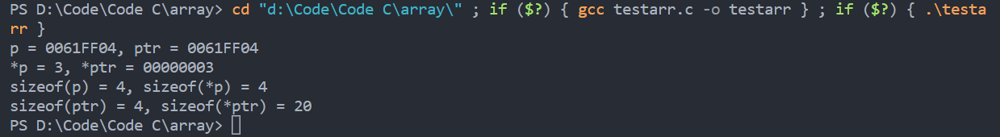 PS D:\Code\Code C\array> cd "d:\Code\Code C\array\" ; if ($?) { gcc testarr.c -o testarr } ; if ($?) { .\testa
rr }
p = 0061FF04, ptr = 0061FF04
*p = 3, *ptr = 00000003
sizeof(p) = 4, sizeof(*p) = 4
sizeof(ptr) = 4, sizeof(*ptr) = 20
PS D:\Code\Code C\array>